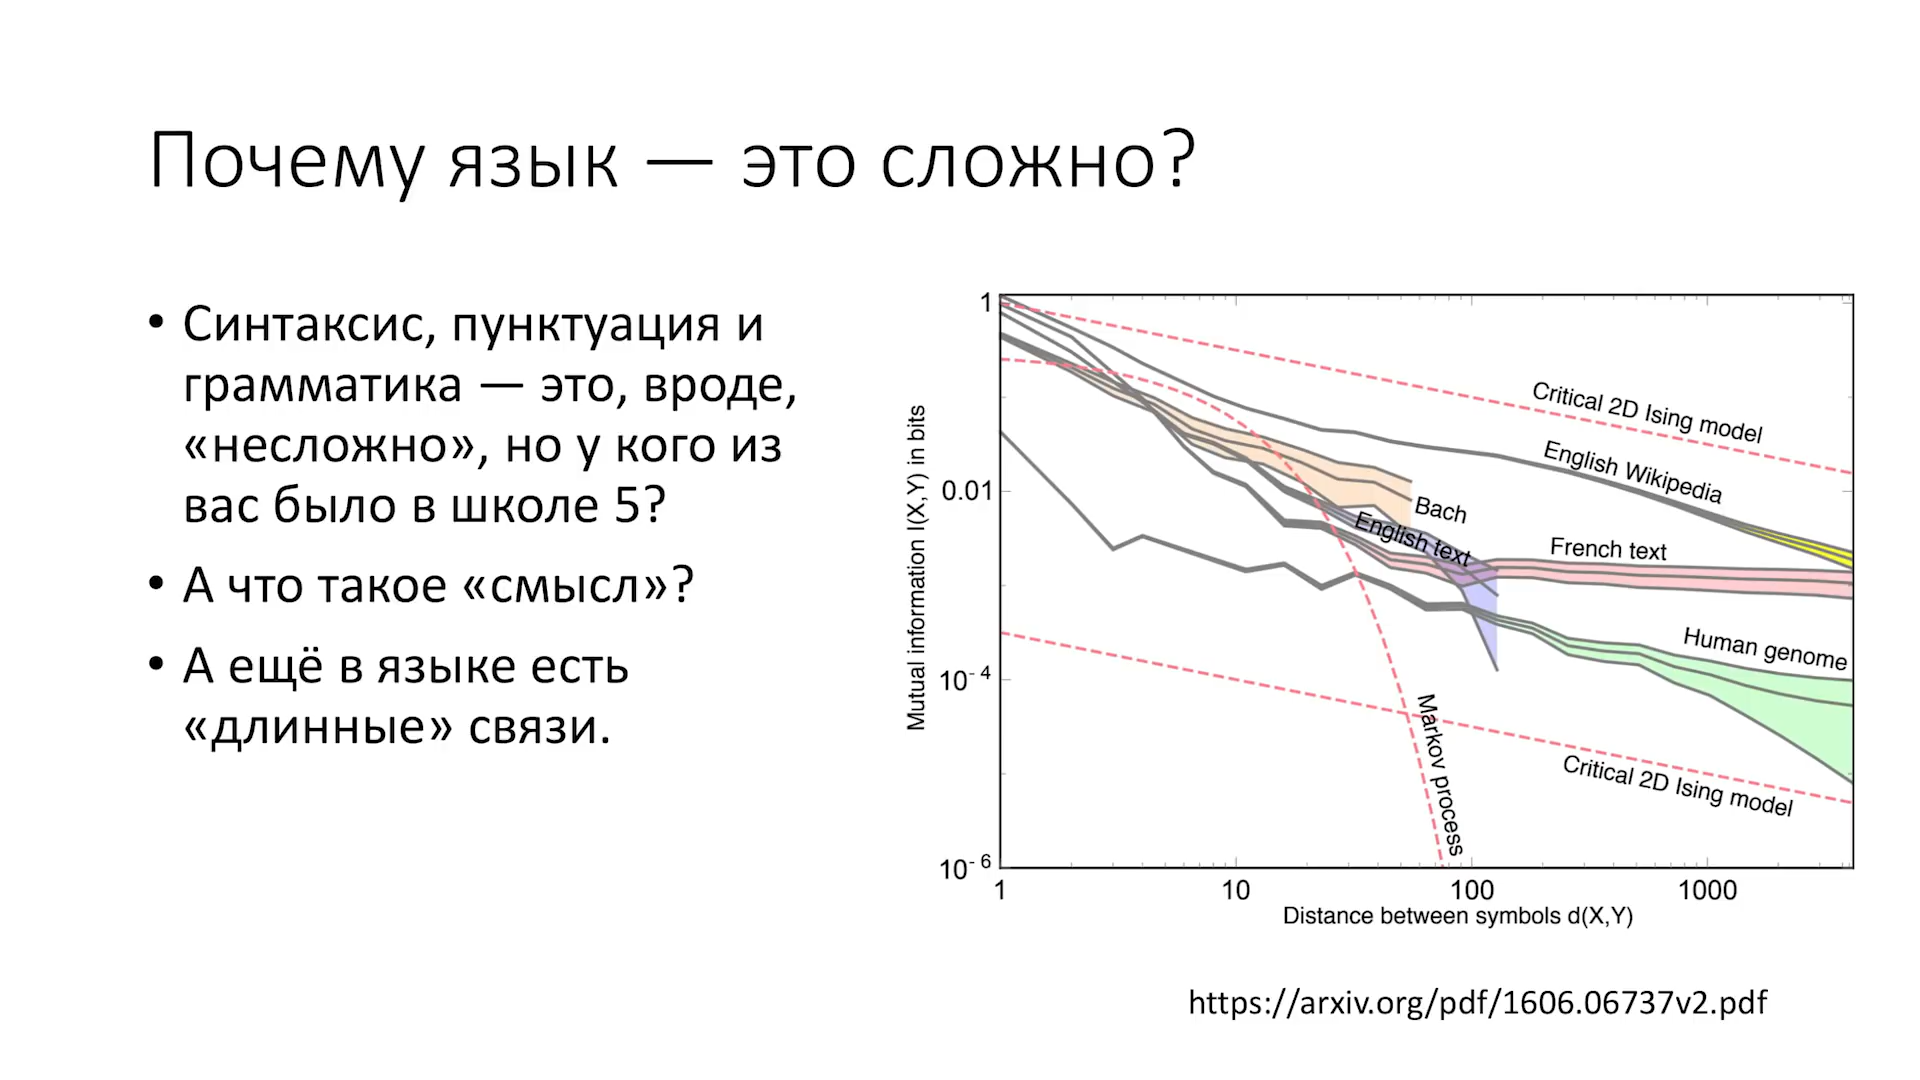 Почему язык — это сложно?
• Синтаксис, пунктуация и
грамматика — это, вроде,
«несложно», но у кого из
вас было в школе 5?
• А что такое «смысл»?
• А ещё в языке есть
«длинные» связи.
Mutual information I(X,Y) in bits
1
0.01
10-4
10-6
Critical 2D Ising model
English Wikipedia
Bach
English text
French text
Human genome
Markov process
Critical 2D Ising model
1 10 100 1000
Distance between symbols d(X,Y)
https://arxiv.org/pdf/1606.06737v2.pdf